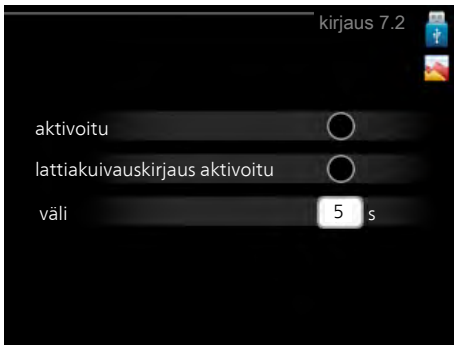 kirjaus 7.2
aktivoitu
lattiakuivauskirjaus aktivoitu
väli 5 s